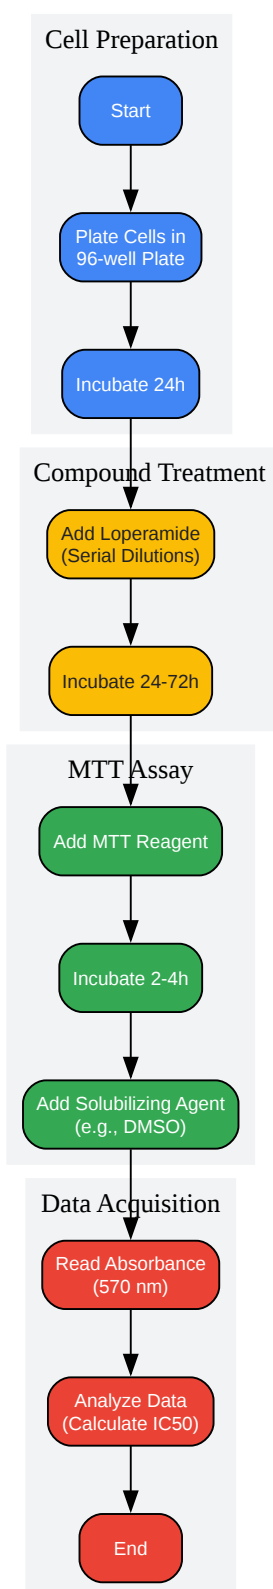 Cell Preparation
Start
Plate Cells in
96-well Plate
Incubate 24h
Compound Treatment
Add Loperamide
(Serial Dilutions)
Incubate 24-72h
MTT Assay
Add MTT Reagent
Incubate 2-4h
Add Solubilizing Agent
(e.g., DMSO)
Data Acquisition
Read Absorbance
(570 nm)
Analyze Data
(Calculate IC50)
End